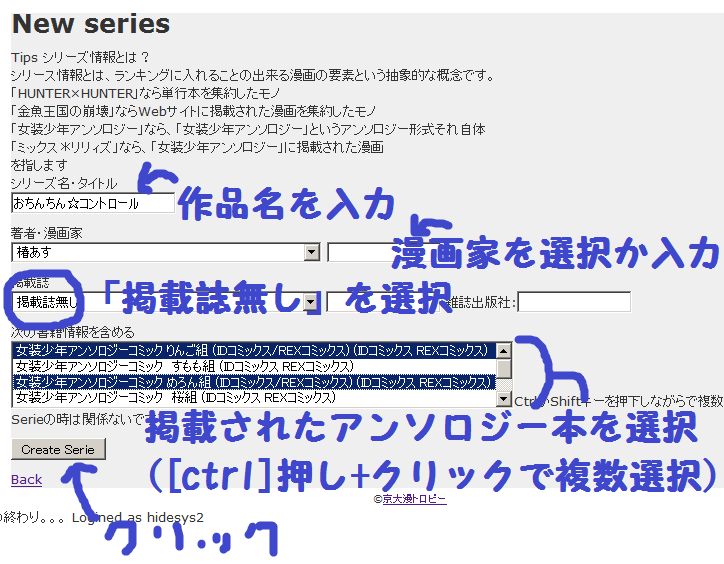 New series
Tips シリーズ情報とは？
シリース情報とは、ランキングに入れることの出来る漫画の要素という抽象的な概念です。
「HUNTER×HUNTER」なら単行本を集約したモノ
「金魚王国の崩壊」ならWebサイトに掲載された漫画を集約したモノ
「女装少年アンソロジー」なら、「女装少年アンソロジー」というアンソロジー形式それ自体
「ミックス＊リリィズ」なら、「女装少年アンソロジー」に掲載された漫画
を指します
シリーズ名・タイトル
おちんちん☆コントロール
作品名を入力
著者・漫画家
椿あす
漫画家を選択か入力
掲載誌
掲載誌無し
「掲載誌無し」を選択
雑誌出版社:
次の書籍情報を含める
女装少年アンソロジーコミック りんご組 (IDコミックス/REXコミックス) (IDコミックス REXコミックス)
女装少年アンソロジーコミック すもも組 (IDコミックス REXコミックス)
女装少年アンソロジーコミック めろん組 (IDコミックス/REXコミックス) (IDコミックス REXコミックス)
女装少年アンソロジーコミック 桜組 (IDコミックス REXコミックス)
CtrlかShiftキーを押下しながらで複数
Serieの時は関係ないです
掲載されたアンソロジー本を選択
([ctrl]押し+クリックで複数選択)
Create Serie
Back
©京大漫トロピー
の終わり。。。 Logined as hidesys2
クリック